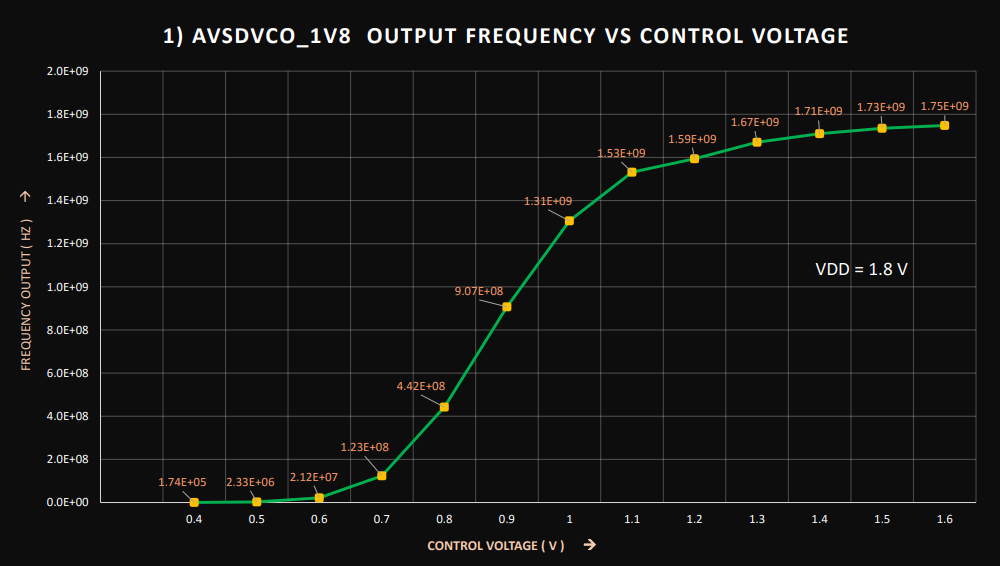 1) AVSDVCO_1V8 OUTPUT FREQUENCY VS CONTROL VOLTAGE
FREQUENCY OUTPUT ( HZ ) →
2.0E+09
1.8E+09
1.6E+09
1.4E+09
1.2E+09
1.0E+09
8.0E+08
6.0E+08
4.0E+08
2.0E+08
0.0E+00
1.74E+05
2.33E+06
2.12E+07
1.23E+08
4.42E+08
9.07E+08
1.31E+09
1.53E+09
1.59E+09
1.67E+09
1.71E+09
1.73E+09
1.75E+09
VDD = 1.8 V
0.4 0.5 0.6 0.7 0.8 0.9 1 1.1 1.2 1.3 1.4 1.5 1.6
CONTROL VOLTAGE ( V ) →